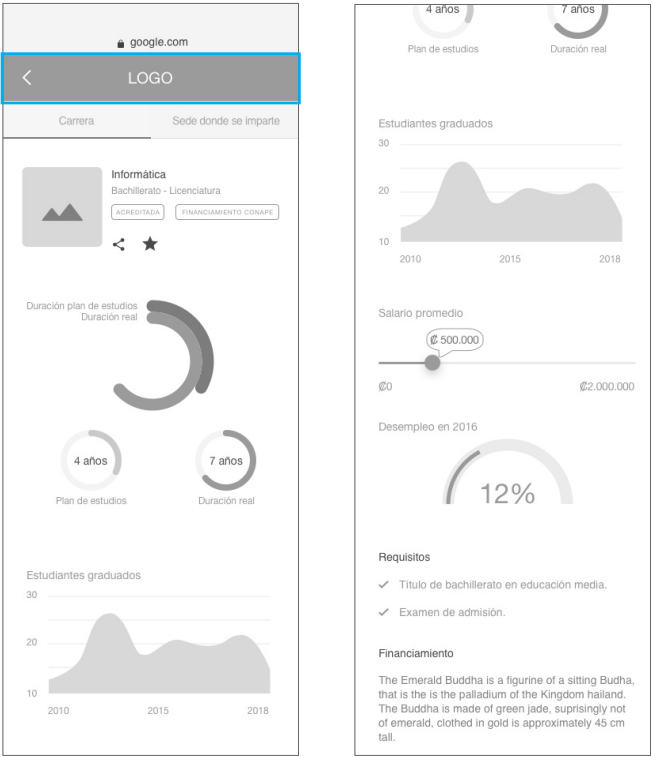 google.com
LOGO
Carrera
Sede donde se imparte
Informática
Bachillerato - Licenciatura
ACREDITADA
FINANCIAMIENTO CONAPE
Duración plan de estudios
Duración real
4 años
7 años
Plan de estudios
Duración real
Estudiantes graduados
30
20
10
2010
2015
2018
4 años
7 años
Plan de estudios
Duración real
Estudiantes graduados
30
20
10
2010
2015
2018
Salario promedio
₡ 500.000
₡0
₡2.000.000
Desempleo en 2016
12%
Requisitos
Título de bachillerato en educación media.
Examen de admisión.
Financiamiento
The Emerald Buddha is a figurine of a sitting Budha,
that is the is the palladium of the Kingdom hailand.
The Buddha is made of green jade, suprisingly not
of emerald, clothed in gold is approximately 45 cm
tall.